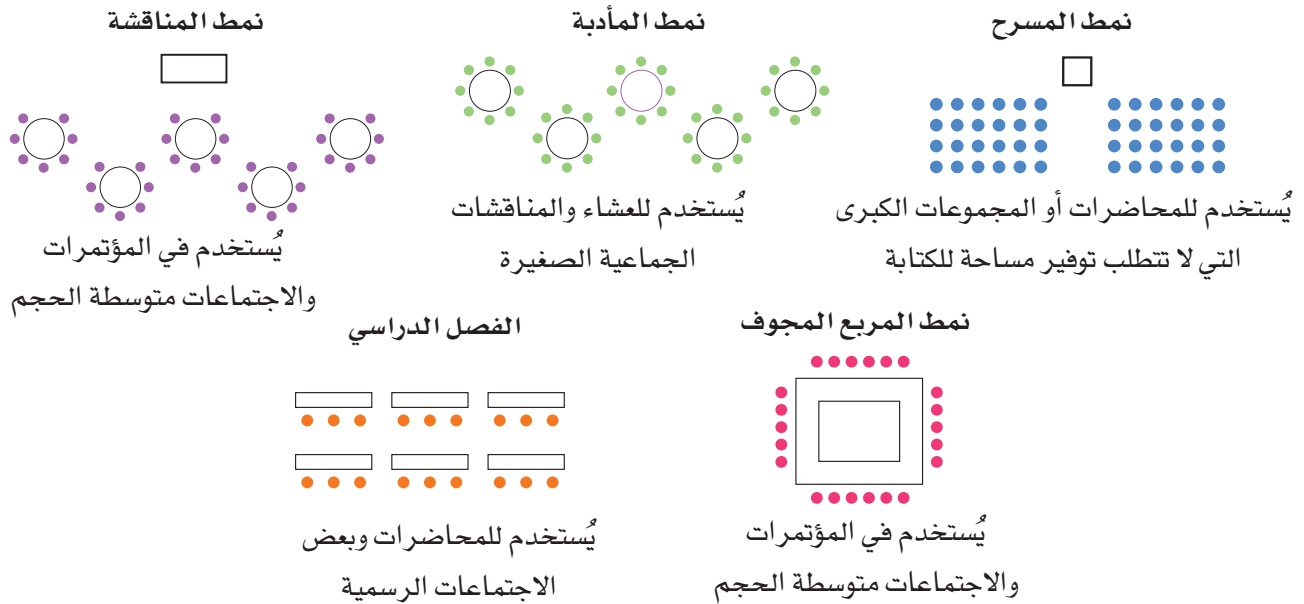 نمط المسرح
يُستخدم للمحاضرات أو المجموعات الكبرى
التي لا تتطلب توفير مساحة للكتابة
نمط المأدبة
يُستخدم للعشاء والمناقشات
الجماعية الصغيرة
نمط المناقشة
يُستخدم في المؤتمرات
والاجتماعات متوسطة الحجم
نمط المربع المجوف
يُستخدم في المؤتمرات
والاجتماعات متوسطة الحجم
الفصل الدراسي
يُستخدم للمحاضرات وبعض
الاجتماعات الرسمية